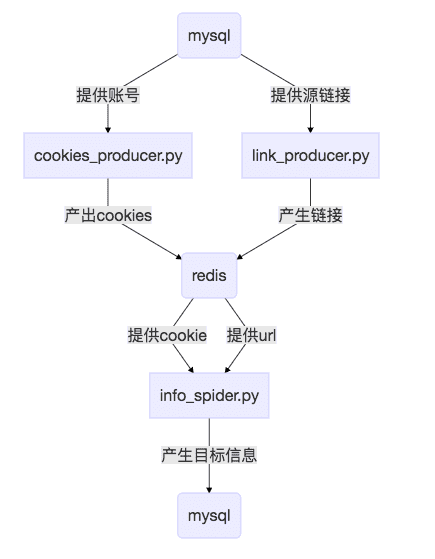 mysql
提供账号
提供源链接
cookies_producer.py
link_producer.py
产出cookies
产生链接
redis
提供cookie
提供url
info_spider.py
产生目标信息
mysql